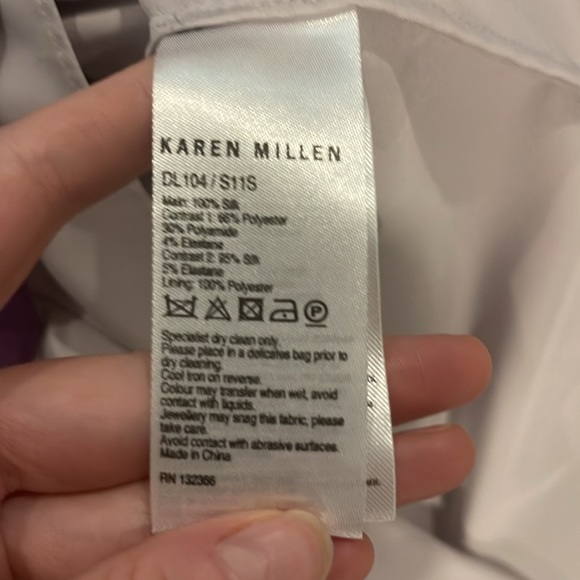 KAREN MILLEN
DL104 / S11S
Main: 100% Silk
Contrast 1: 66% Polyester
30% Polyamide
4% Elastane
Contrast 2: 95% Silk
5% Elastane
Lining: 100% Polyester
P
Specialist dry clean only.
Please place in a delicates bag prior to
dry cleaning.
Cool iron on reverse.
Colour may transfer when wet, avoid
contact with liquids.
Jewellery may snag this fabric, please
take care.
Avoid contact with abrasive surfaces.
Made in China
RN 132366